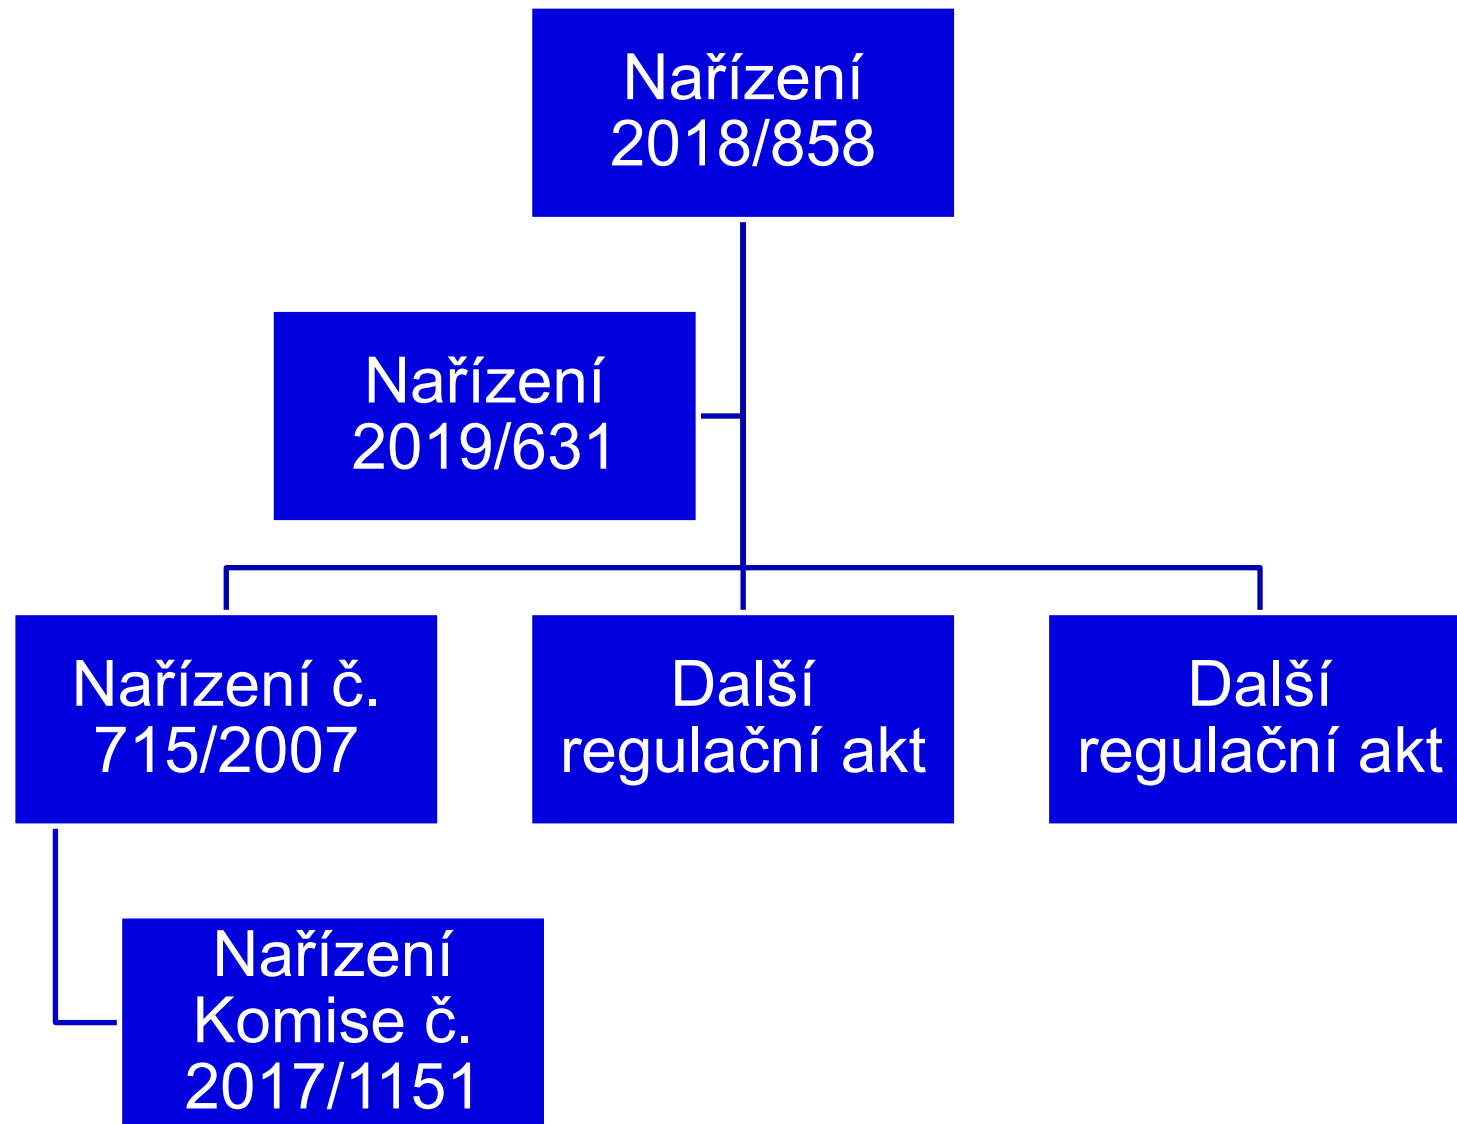 Nařízení
2018/858
Nařízení
2019/631
Nařízení č.
715/2007
Další
regulační akt
Další
regulační akt
Nařízení
Komise č.
2017/1151